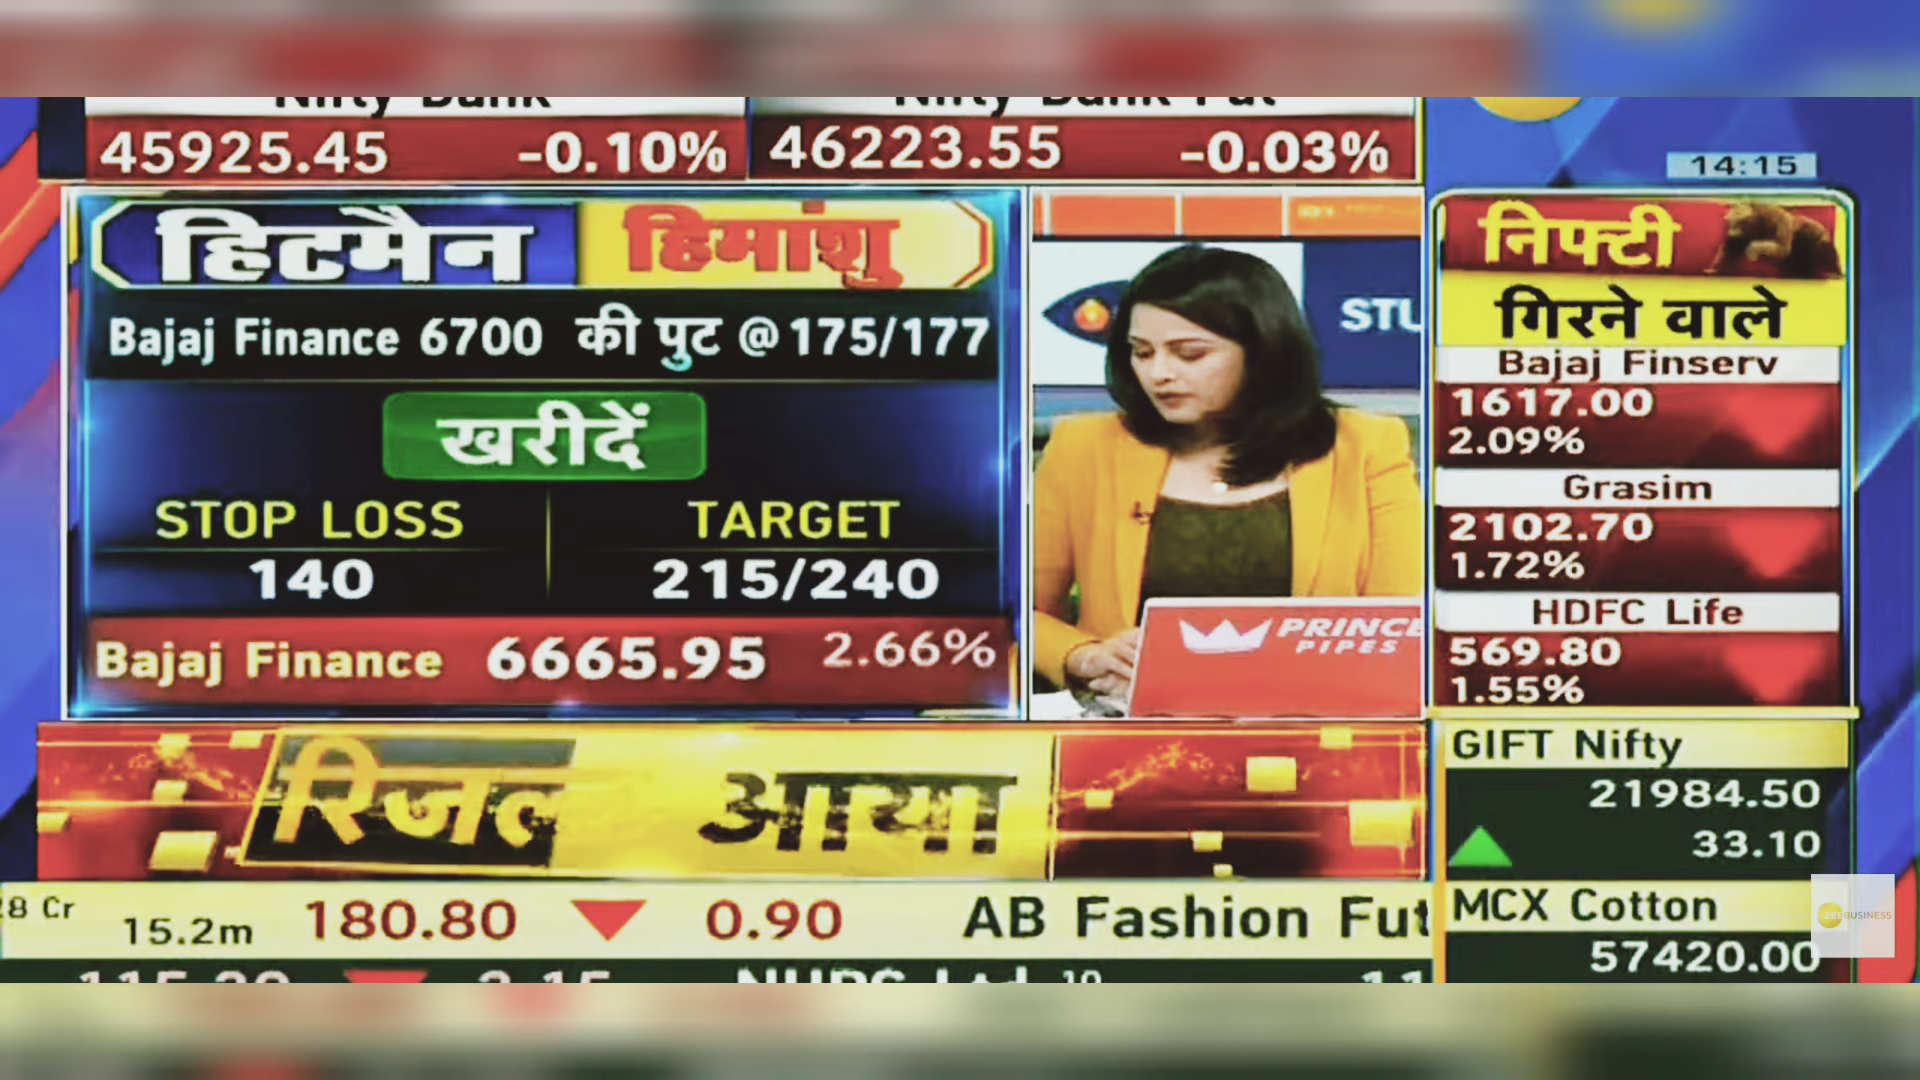 45925.45 -0.10%
46223.55 -0.03%
14:15
हिटमैन हिमांशु
Bajaj Finance 6700 की पुट @ 175/177
खरीदें
STOP LOSS TARGET
140 215/240
Bajaj Finance 6665.95 2.66%
निफ्टी
गिरने वाले
Bajaj Finserv
1617.00
2.09%
Grasim
2102.70
1.72%
HDFC Life
569.80
1.55%
PRINCE
PIPES
आया
GIFT Nifty
21984.50
33.10
MCX Cotton
57420.00
Cr 15.2m 180.80 0.90 AB Fashion Fut
ZEEBUSINESS